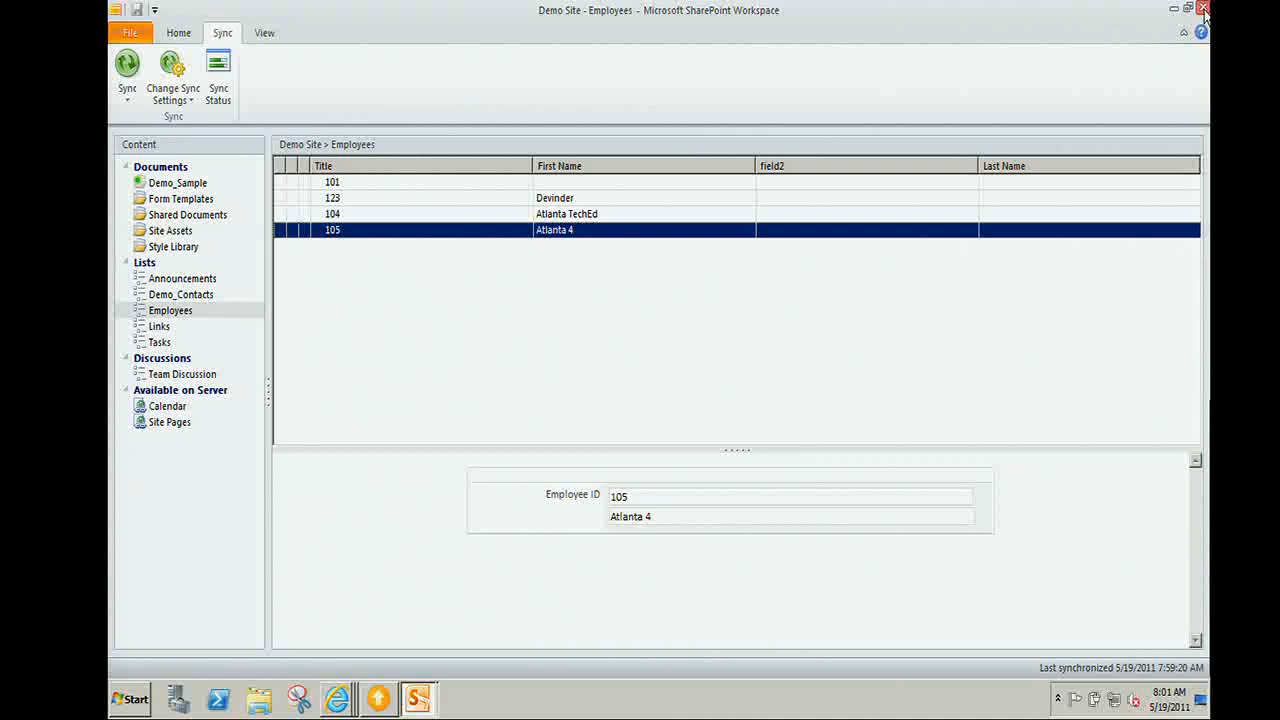 Demo Site - Employees - Microsoft SharePoint Workspace
File Home Sync View
Sync Change Sync Settings Sync Status
Sync
Content
Documents
Demo_Sample
Form Templates
Shared Documents
Site Assets
Style Library
Lists
Announcements
Demo_Contacts
Employees
Links
Tasks
Discussions
Team Discussion
Available on Server
Calendar
Site Pages
Demo Site > Employees
Title First Name field2 Last Name
101
123 Devinder
104 Atlanta TechEd
105 Atlanta 4
Employee ID 105
Atlanta 4
Last synchronized 5/19/2011 7:59:20 AM
Start
8:01 AM
5/19/2011